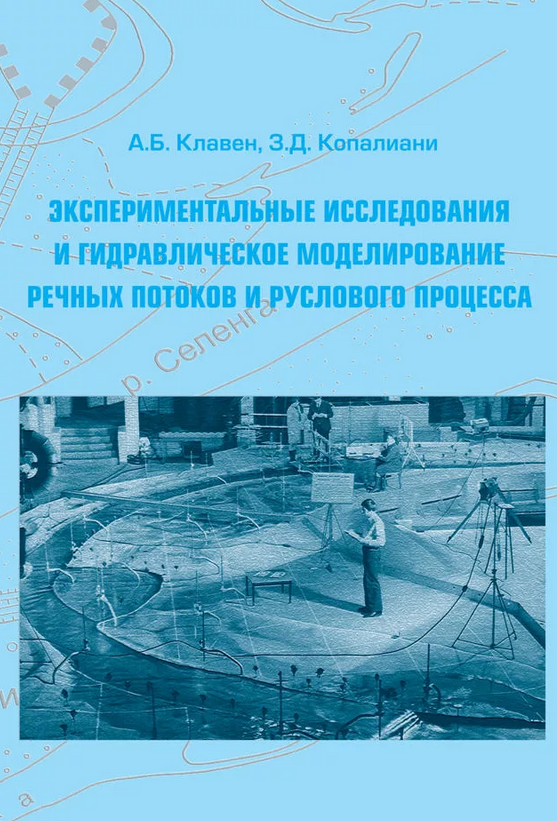 А.Б. Клавен, З.Д. Копалиани
ЭКСПЕРИМЕНТАЛЬНЫЕ ИССЛЕДОВАНИЯ
И ГИДРАВЛИЧЕСКОЕ МОДЕЛИРОВАНИЕ
РЕЧНЫХ ПОТОКОВ И РУСЛОВОГО ПРОЦЕССА
р. Селенга
а